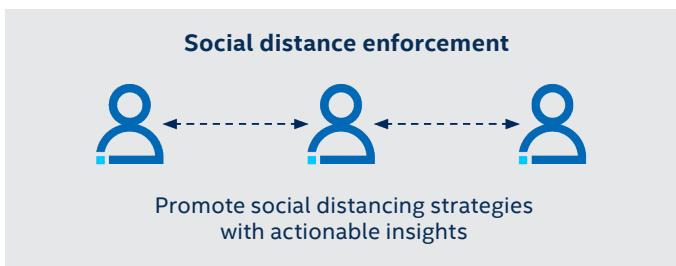 Social distance enforcement
Promote social distancing strategies
with actionable insights